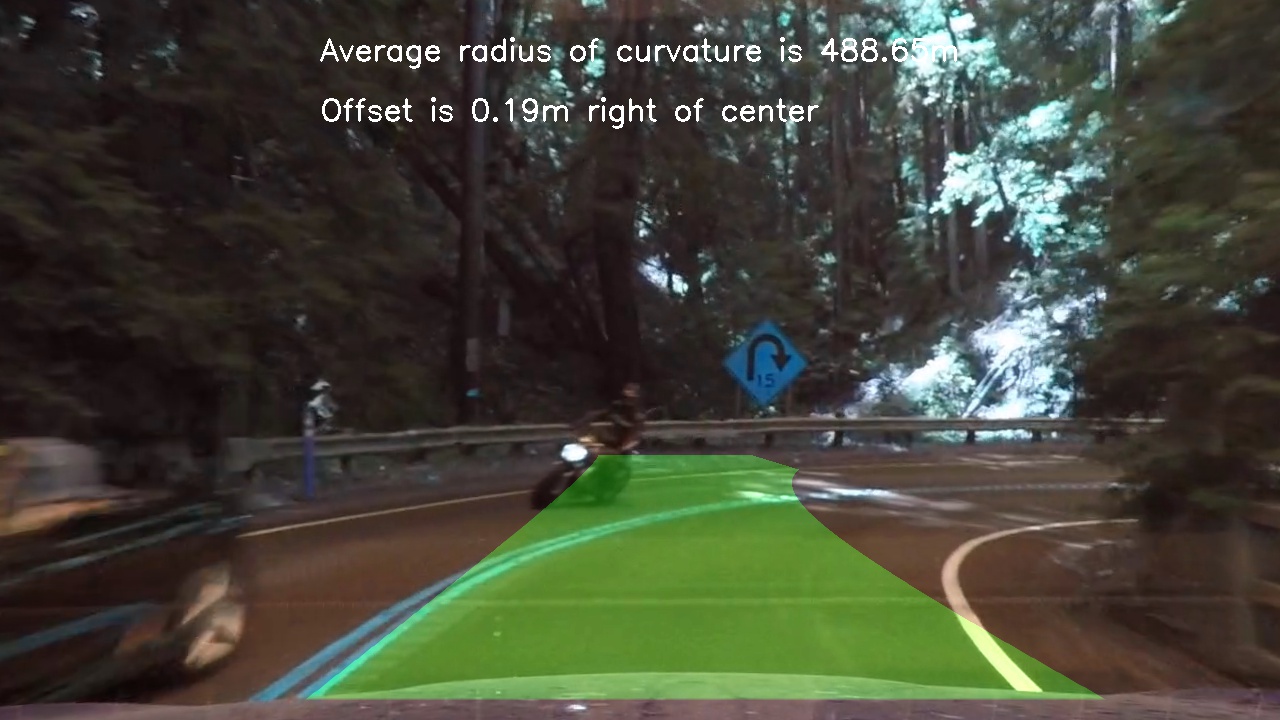 Average radius of curvature is 488.65m
Offset is 0.19m right of center
15